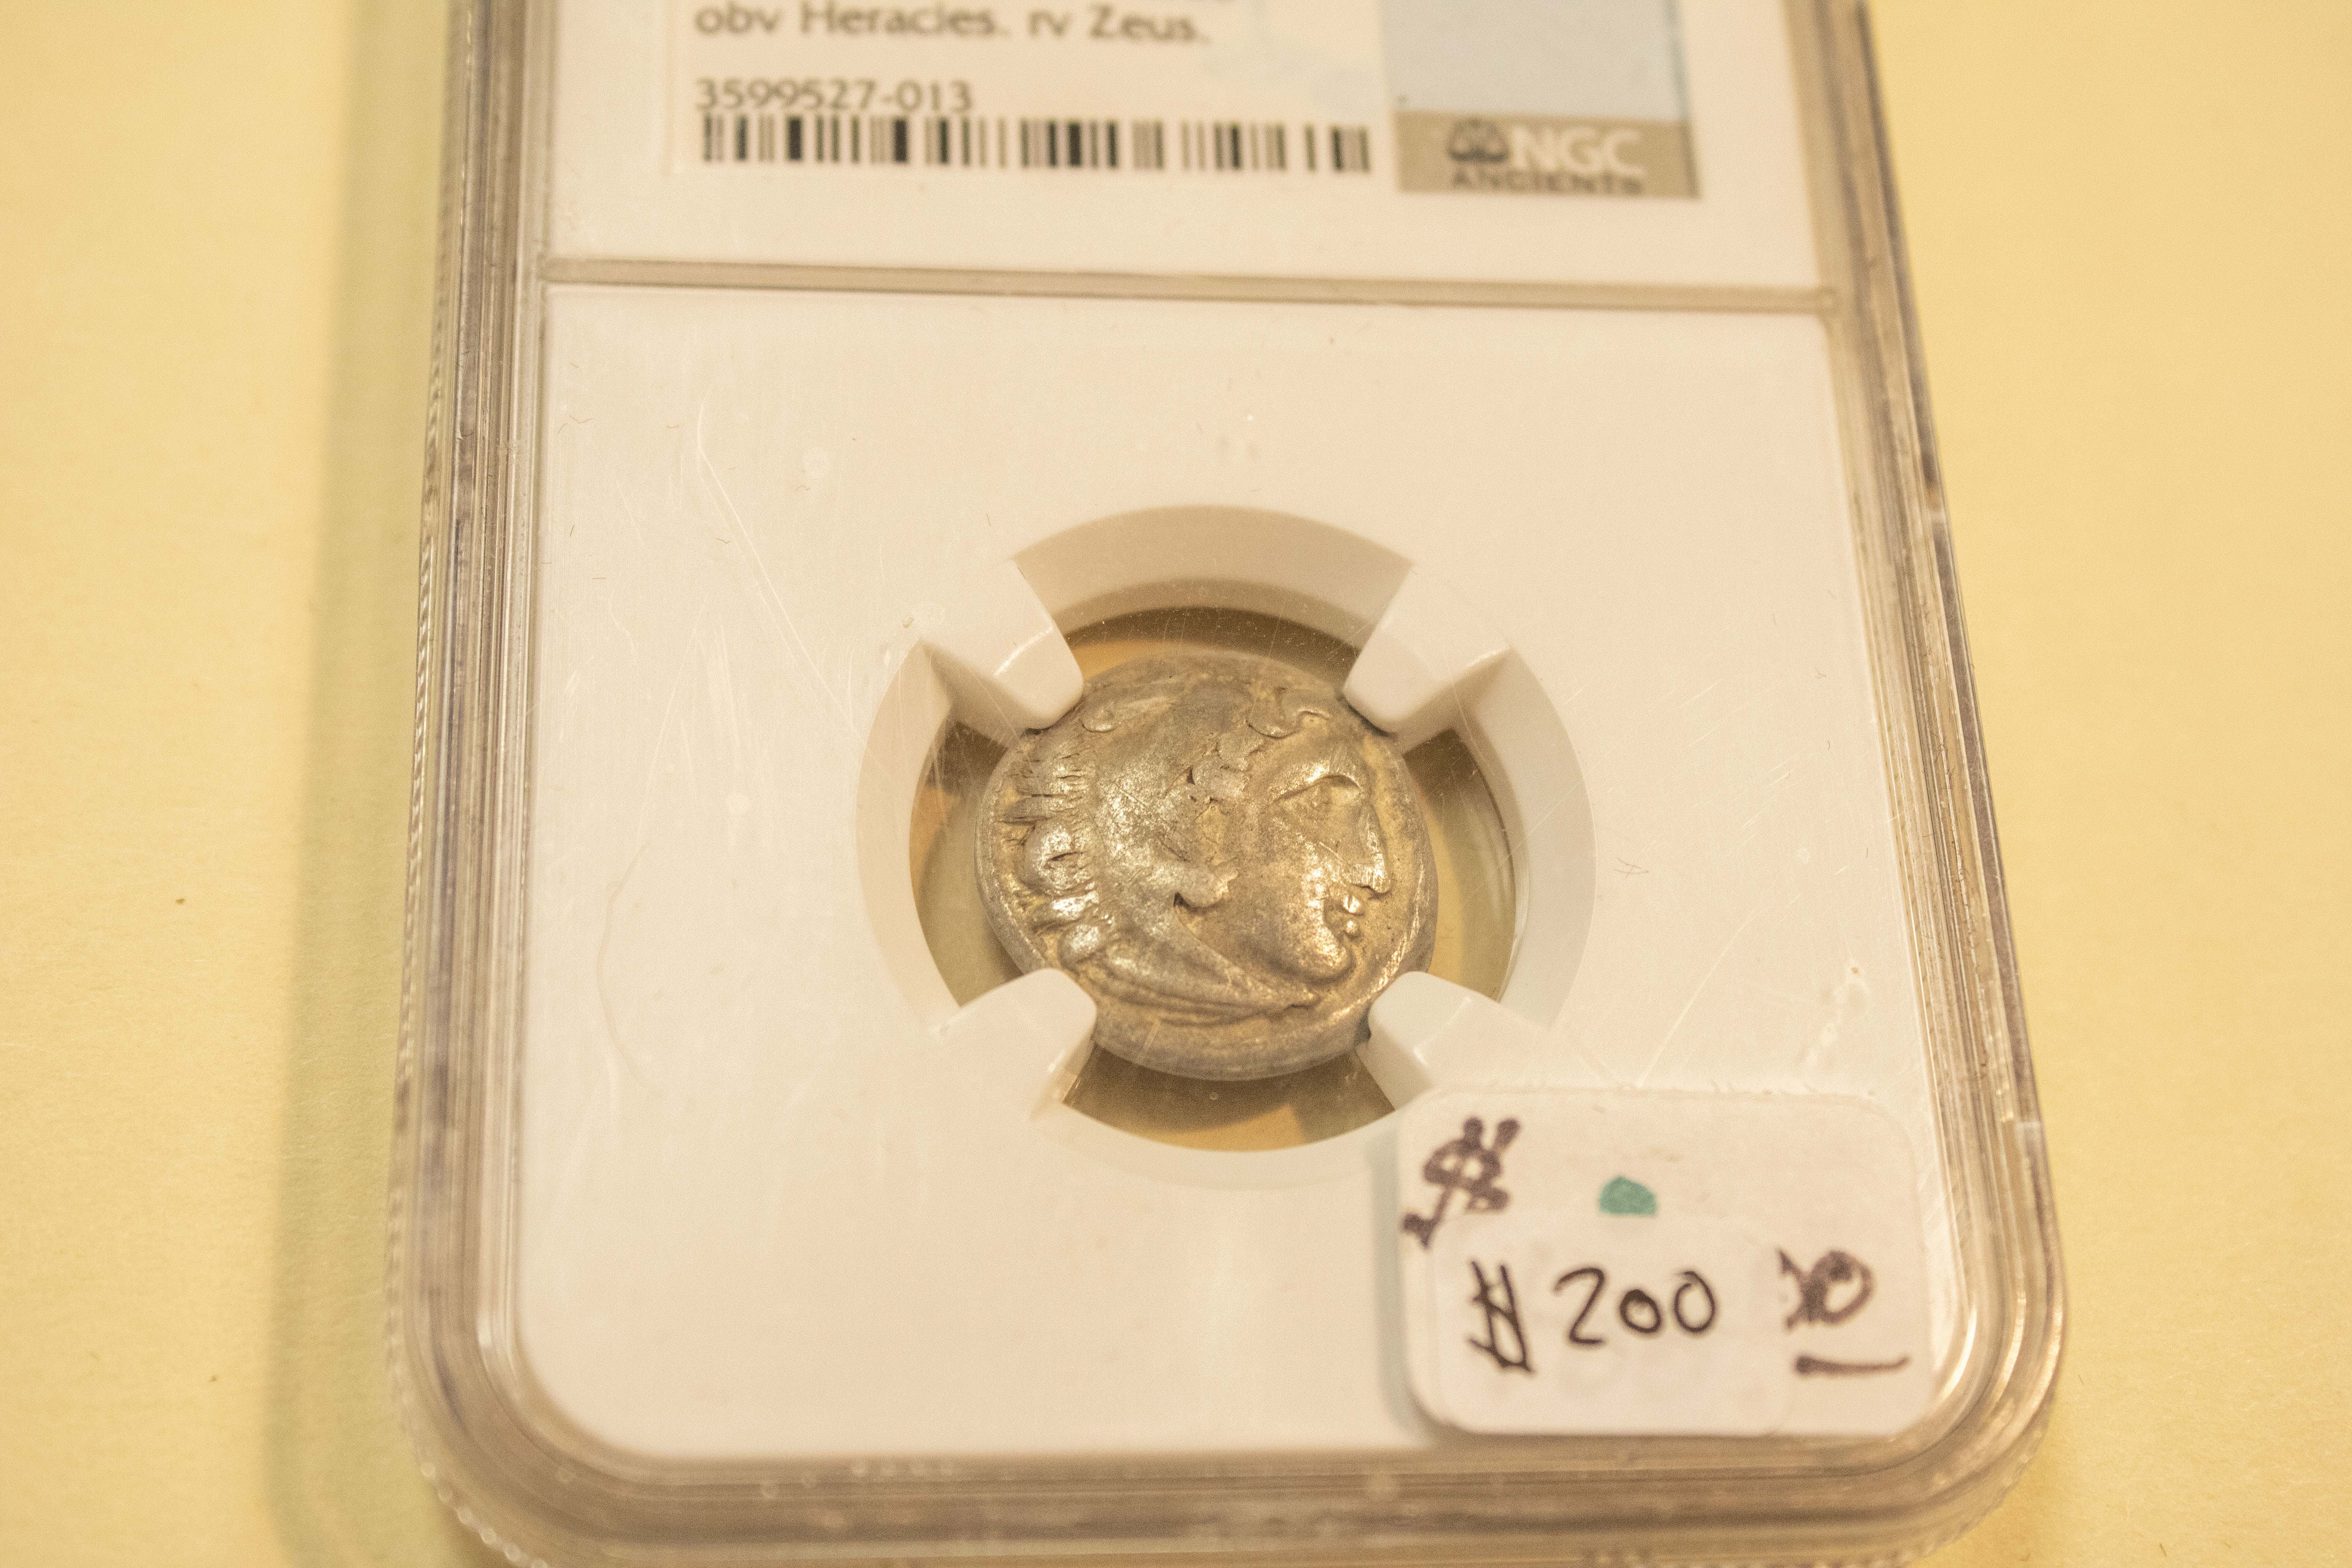 obv Heracles. rv Zeus.
3599527-013
NGC
ANCIENTS
$
$200